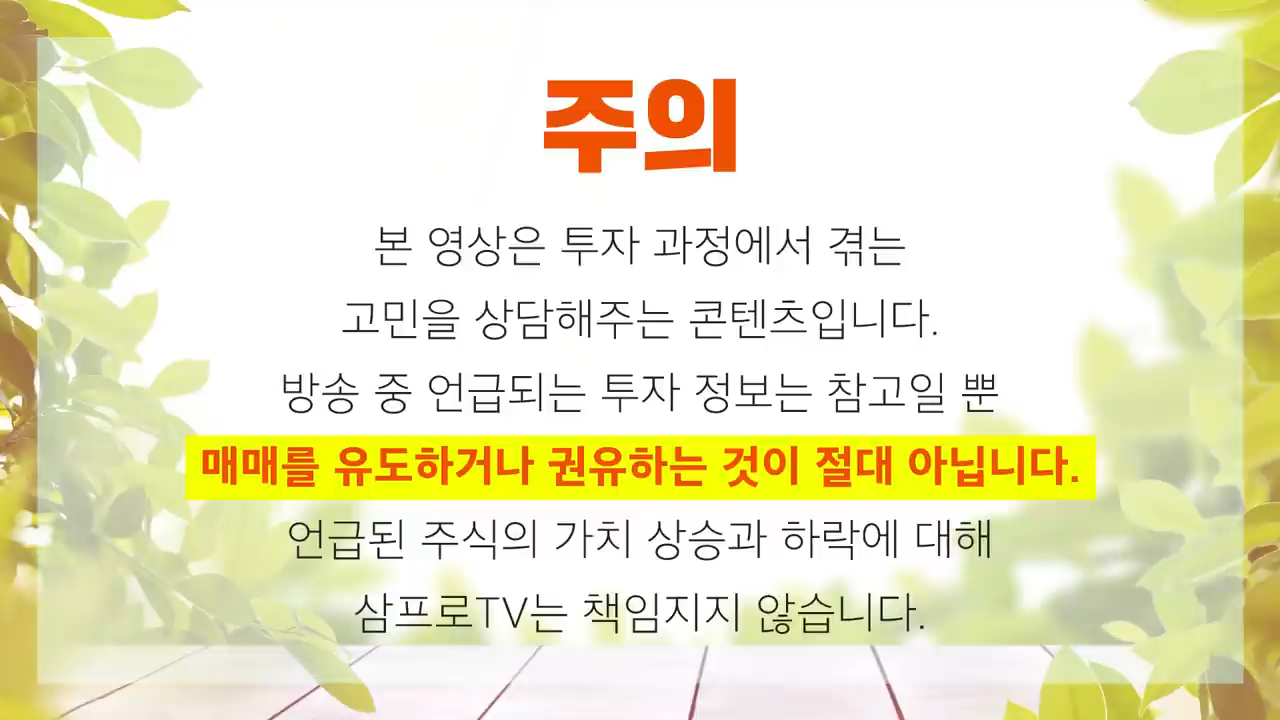 주의
본 영상은 투자 과정에서 겪는
고민을 상담해주는 콘텐츠입니다.
방송 중 언급되는 투자 정보는 참고일 뿐
매매를 유도하거나 권유하는 것이 절대 아닙니다.
언급된 주식의 가치 상승과 하락에 대해
삼프로TV는 책임지지 않습니다.